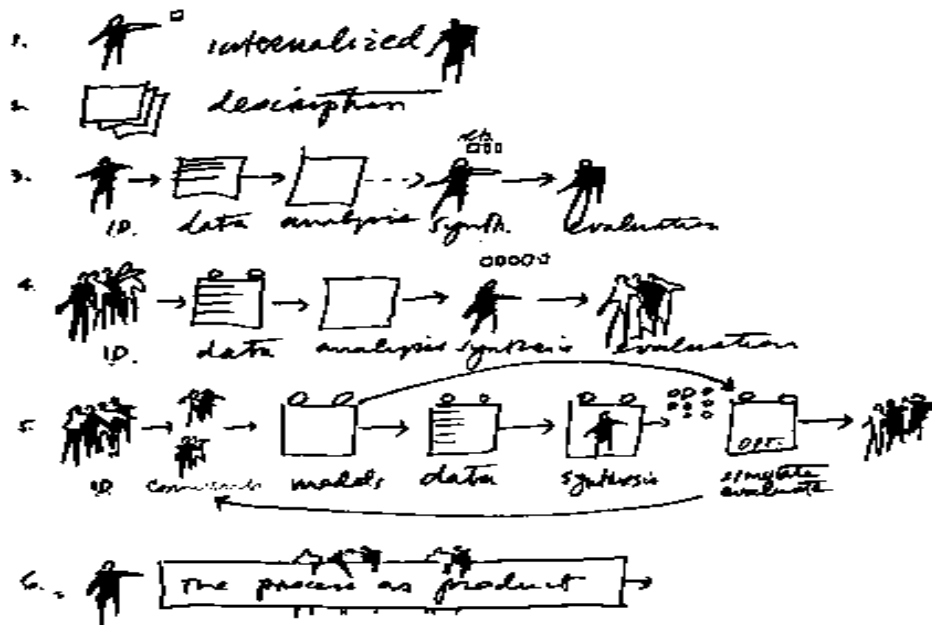 1. internalized
2. description
3.
I.D. data analysis synth. evaluation
4.
I.D. data analysis synthesis evaluation
5.
OPT.
I.D. models data synthesis simulate
evaluate
6. The process as product